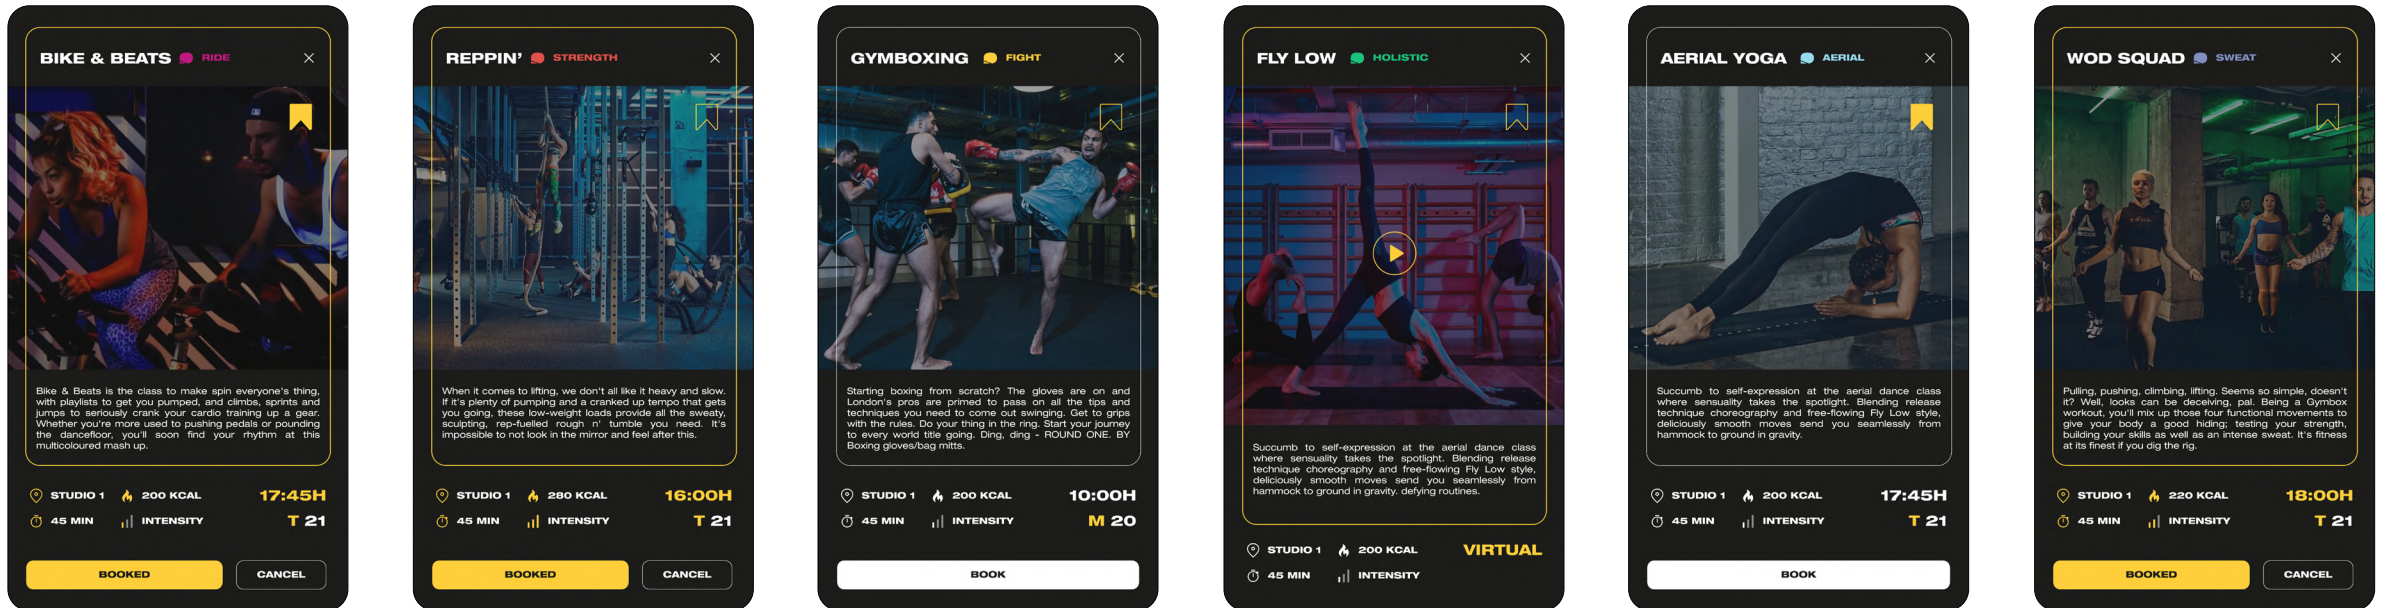 BIKE & BEATS RIDE
Bike & Beats is the class to make spin everyone's thing,
with playlists to get you pumped, and climbs, sprints and
jumps to seriously crank your cardio training up a gear.
Whether you're more used to pushing pedals or pounding
the dancefloor, you'll soon find your rhythm at this
multicoloured mash up.
STUDIO 1 200 KCAL 17:45H
45 MIN INTENSITY T 21
BOOKED CANCEL
REPPIN' STRENGTH
When it comes to lifting, we don't all like it heavy and slow.
If it's plenty of pumping and a cranked up tempo that gets
you going, these low-weight loads provide all the sweaty,
sculpting, rep-fuelled rough n' tumble you need. It's
impossible to not look in the mirror and feel after this.
STUDIO 1 280 KCAL 16:00H
45 MIN INTENSITY T 21
BOOKED CANCEL
GYMBOXING FIGHT
Starting boxing from scratch? The gloves are on and
London's pros are primed to pass on all the tips and
techniques you need to come out swinging. Get to grips
with the rules. Do your thing in the ring. Start your journey
to every world title going. Ding, ding - ROUND ONE. BY
Boxing gloves/bag mitts.
STUDIO 1 200 KCAL 10:00H
45 MIN INTENSITY M 20
BOOK
FLY LOW HOLISTIC
Succumb to self-expression at the aerial dance class
where sensuality takes the spotlight. Blending release
technique choreography and free-flowing Fly Low style,
deliciously smooth moves send you seamlessly from
hammock to ground in gravity. defying routines.
STUDIO 1 200 KCAL VIRTUAL
45 MIN INTENSITY
AERIAL YOGA AERIAL
Succumb to self-expression at the aerial dance class
where sensuality takes the spotlight. Blending release
technique choreography and free-flowing Fly Low style,
deliciously smooth moves send you seamlessly from
hammock to ground in gravity.
STUDIO 1 200 KCAL 17:45H
45 MIN INTENSITY T 21
BOOK
WOD SQUAD SWEAT
Pulling, pushing, climbing, lifting. Seems so simple, doesn't
it? Well, looks can be deceiving, pal. Being a Gymbox
workout, you'll mix up those four functional movements to
give your body a good hiding; testing your strength,
building your skills as well as an intense sweat. It's fitness
at its finest if you dig the rig.
STUDIO 1 220 KCAL 18:00H
45 MIN INTENSITY T 21
BOOKED CANCEL